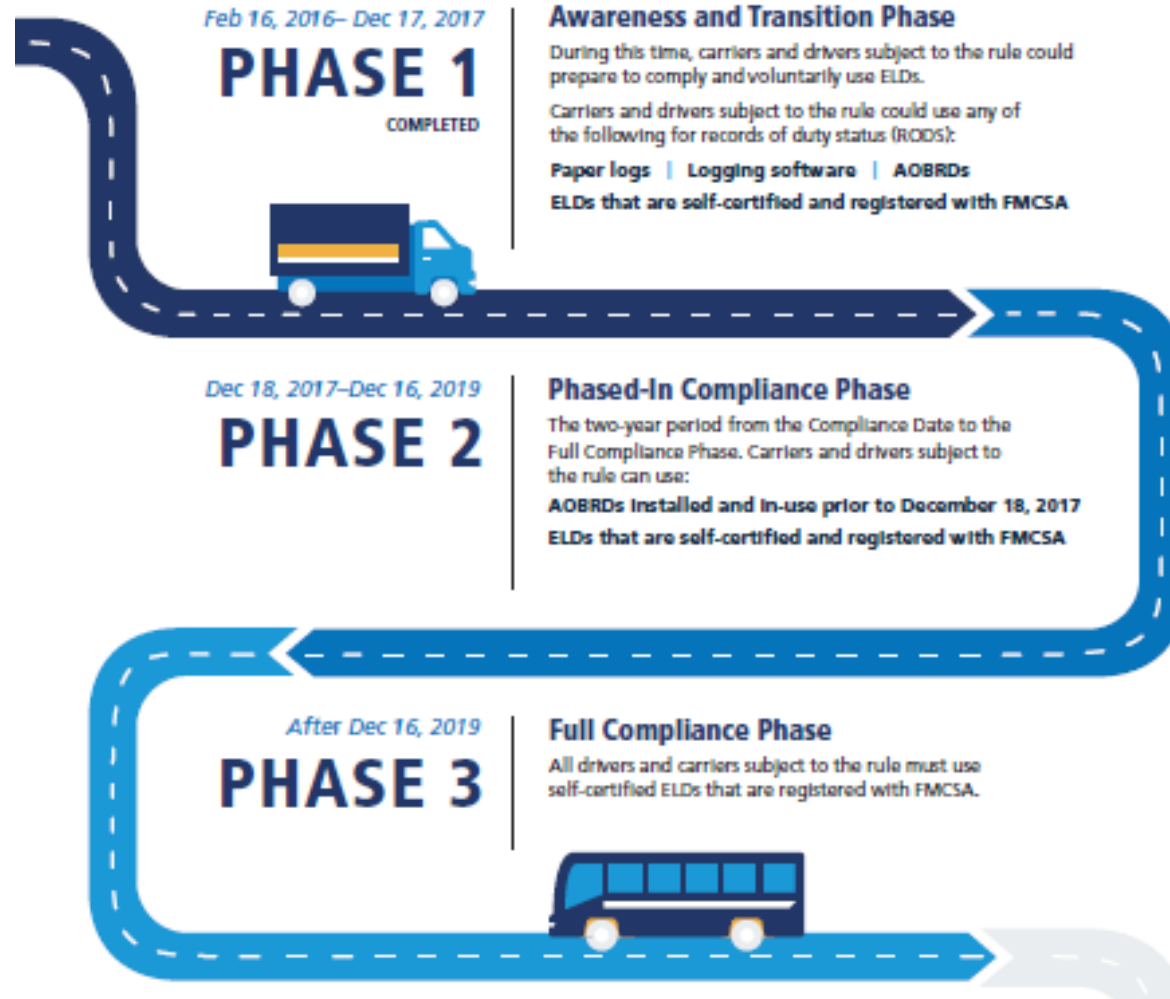 Feb 16, 2016– Dec 17, 2017
PHASE 1
COMPLETED
Awareness and Transition Phase
During this time, carriers and drivers subject to the rule could
prepare to comply and voluntarily use ELDs.
Carriers and drivers subject to the rule could use any of
the following for records of duty status (RODS):
Paper logs | Logging software | AOBRDs
ELDs that are self-certified and registered with FMCSA
Dec 18, 2017–Dec 16, 2019
PHASE 2
Phased-In Compliance Phase
The two-year period from the Compliance Date to the
Full Compliance Phase. Carriers and drivers subject to
the rule can use:
AOBRDs installed and in-use prior to December 18, 2017
ELDs that are self-certified and registered with FMCSA
After Dec 16, 2019
PHASE 3
Full Compliance Phase
All drivers and carriers subject to the rule must use
self-certified ELDs that are registered with FMCSA.